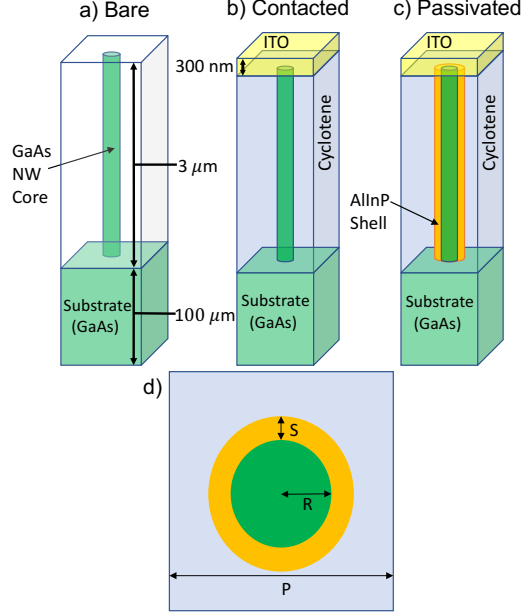 a) Bare
b) Contacted
c) Passivated
ITO
ITO
300 nm
GaAs
NW
Core
3 μm
Cyclotene
Cyclotene
AlInP
Shell
Substrate
(GaAs)
100 μm
Substrate
(GaAs)
Substrate
(GaAs)
d)
S
R
P